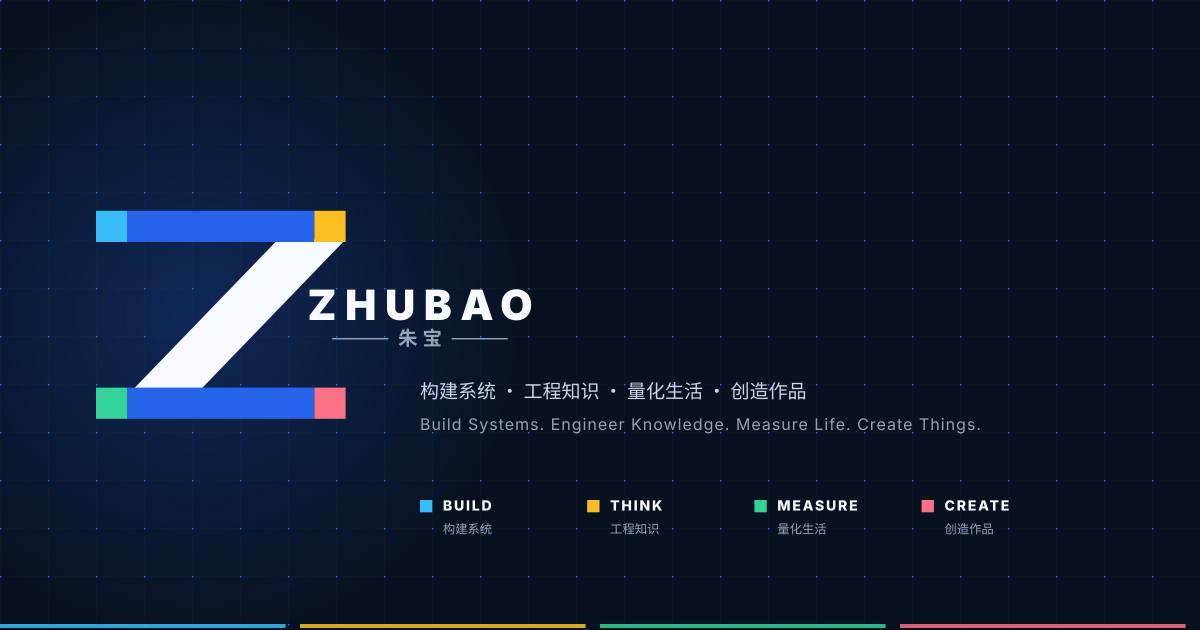 Z
ZHUBAO
朱宝
构建系统 • 工程知识 • 量化生活 • 创造作品
Build Systems. Engineer Knowledge. Measure Life. Create Things.
BUILD
构建系统
THINK
工程知识
MEASURE
量化生活
CREATE
创造作品